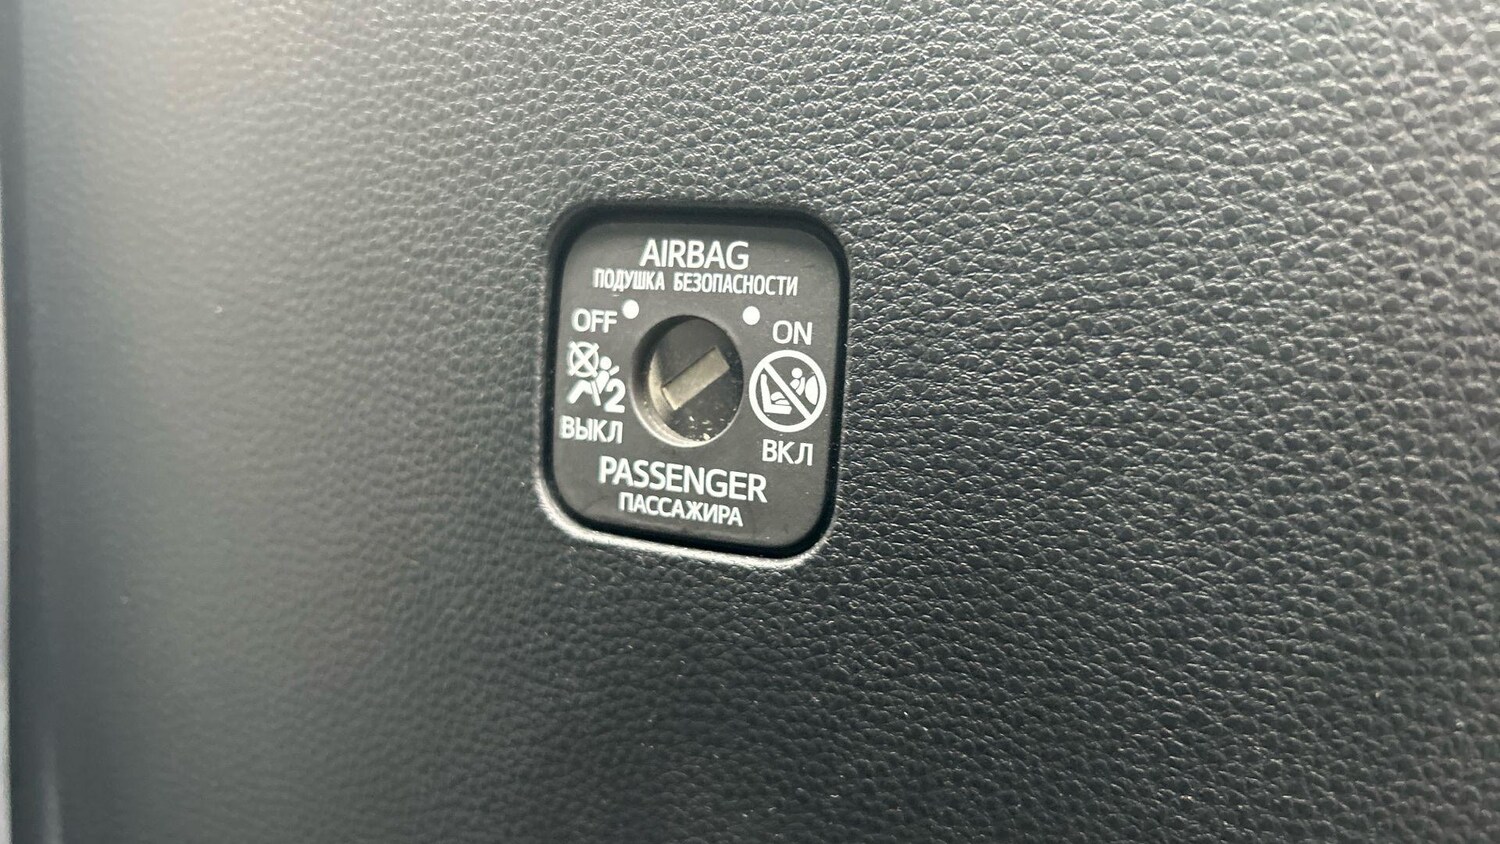 AIRBAG
ПОДУШКА БЕЗОПАСНОСТИ
OFF ON
2
ВЫКЛ ВКЛ
PASSENGER
ПАССАЖИРА